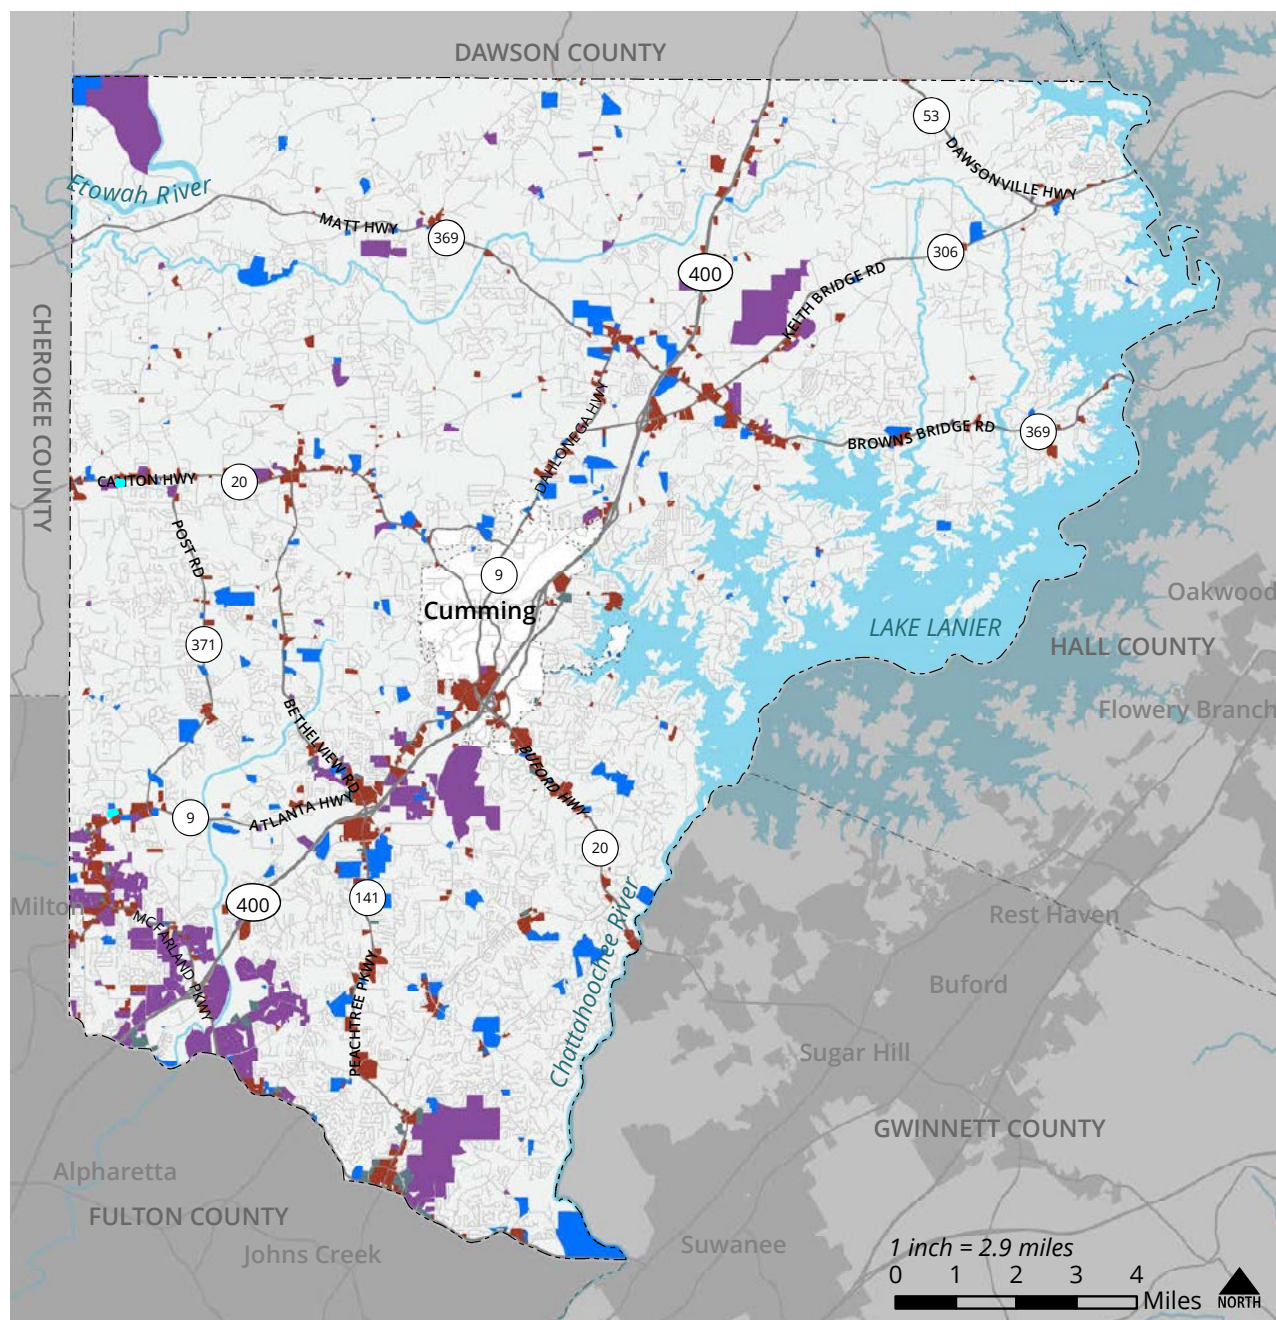 DAWSON COUNTY
53
DAWSONVILLE HWY
Etowah River
MATT HWY
369
306
400
KEITH BRIDGE RD
CHEROKEE COUNTY
DAHLONEGA HWY
BROWNS BRIDGE RD
369
CANTON HWY
20
POST RD
9
Cumming
Oakwood
LAKE LANIER
HALL COUNTY
371
Flowery Branch
BETHELVIEW RD
BUFORD HWY
9
ATLANTA HWY
20
400
141
Milton
MCFARLAND PKWY
Rest Haven
Chattahoochee River
PEACHTREE PKWY
Buford
Sugar Hill
GWINNETT COUNTY
Alpharetta
FULTON COUNTY
Johns Creek
Suwanee
1 inch = 2.9 miles
0 1 2 3 4
Miles
NORTH